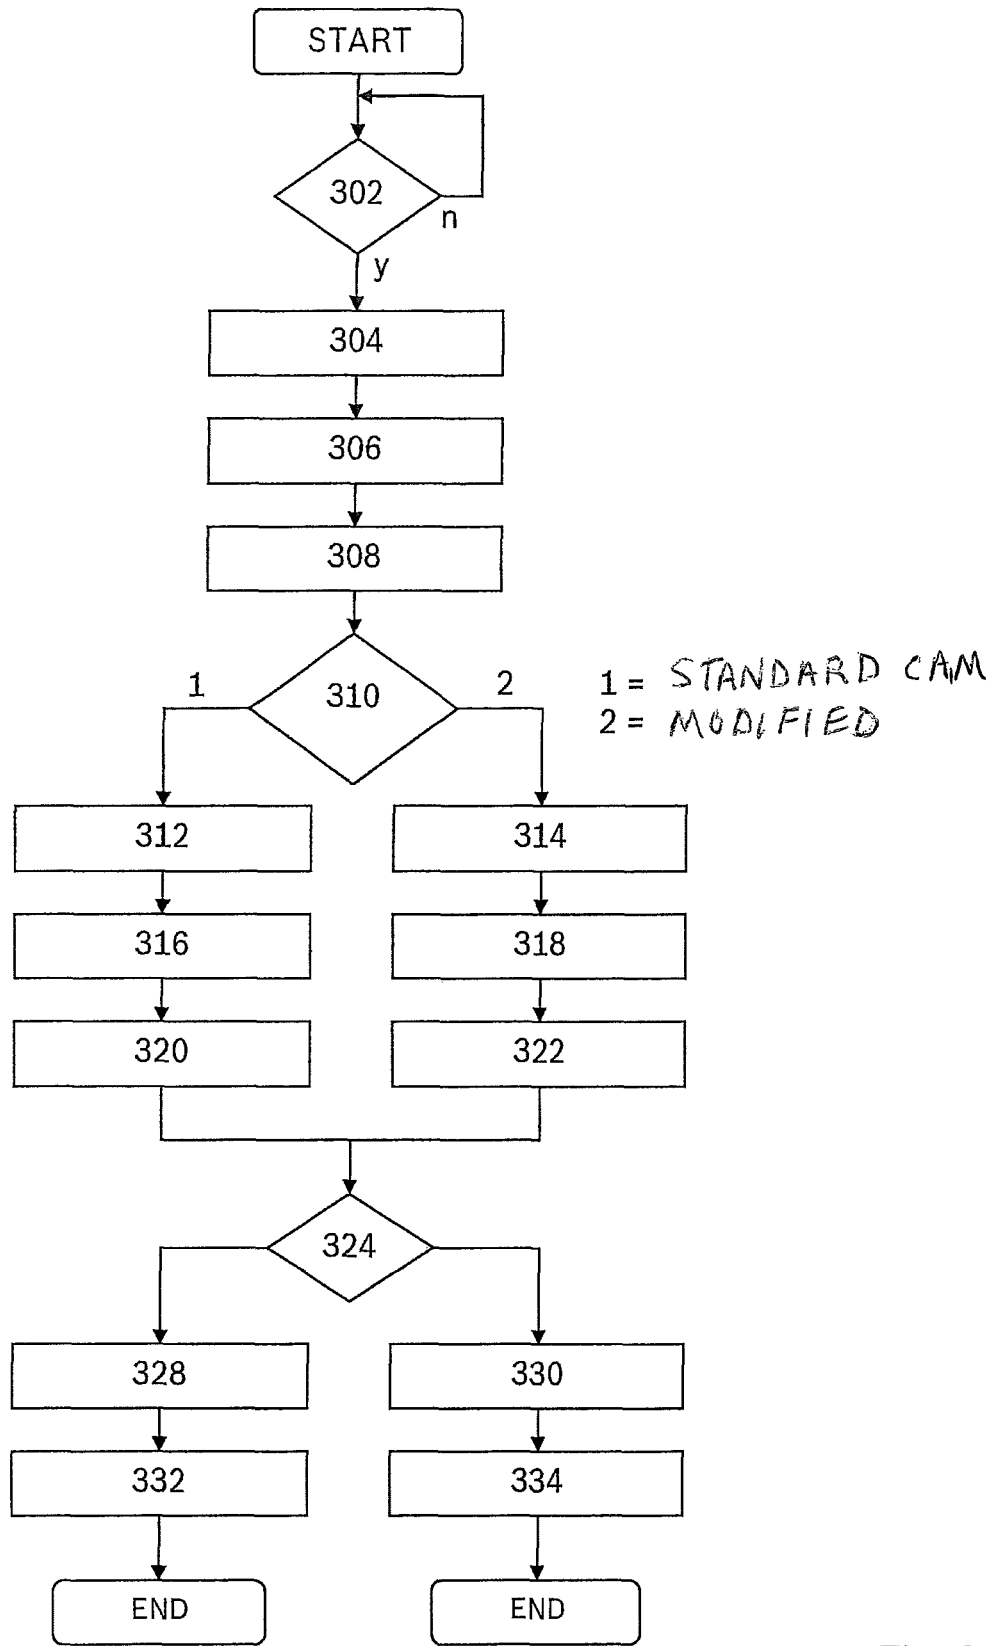 START
302
n
y
304
306
308
310
1
2
1 = STANDARD CAM
2 = MODIFIED
312
314
316
318
320
322
324
328
330
332
334
END
END